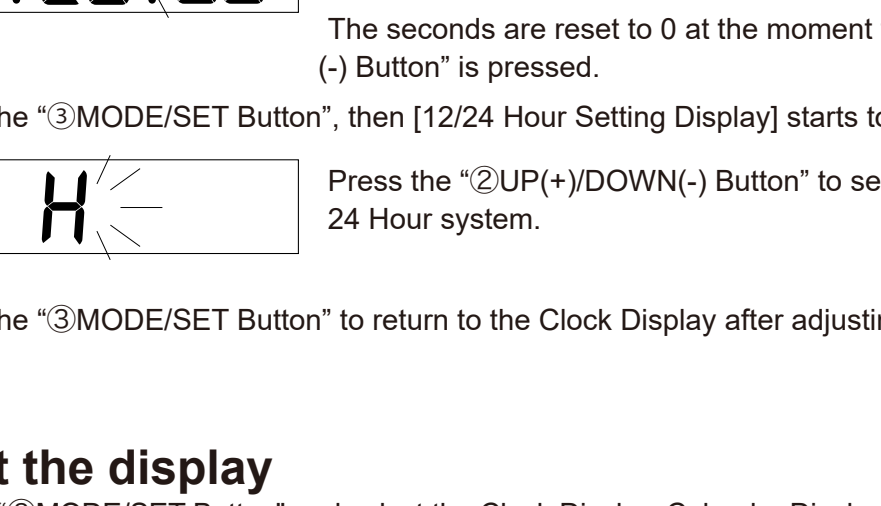 The seconds are reset to 0 at the moment
(-) Button” is pressed.
he “③MODE/SET Button”, then [12/24 Hour Setting Display] starts to
H
Press the “②UP(+)/DOWN(-) Button” to se
24 Hour system.
he “③MODE/SET Button” to return to the Clock Display after adjustin
t the display